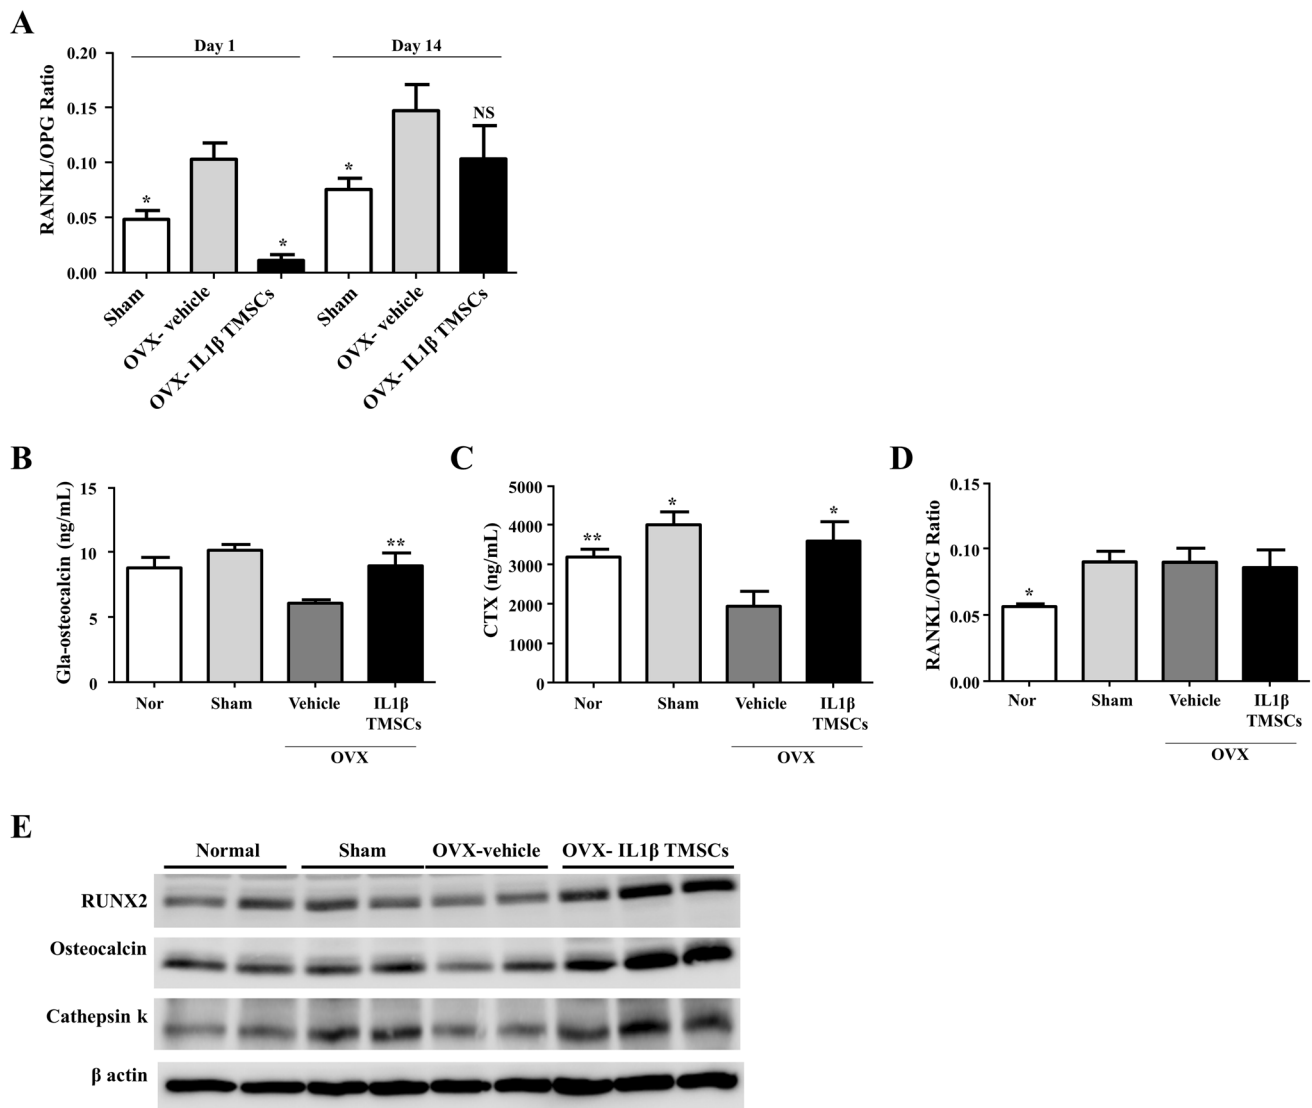 A
Day 1
Day 14
RANKL/OPG Ratio
0.20
0.15
0.10
0.05
0.00
*
*
*
NS
Sham
OVX- vehicle
OVX- IL1β TMSCs
Sham
OVX- vehicle
OVX- IL1β TMSCs
B
Gla-osteocalcin (ng/mL)
15
10
5
0
**
Nor
Sham
Vehicle
IL1β
TMSCs
OVX
C
CTX (ng/mL)
5000
4000
3000
2000
1000
0
**
*
*
Nor
Sham
Vehicle
IL1β
TMSCs
OVX
D
RANKL/OPG Ratio
0.15
0.10
0.05
0.00
*
Nor
Sham
Vehicle
IL1β
TMSCs
OVX
E
Normal
Sham
OVX-vehicle
OVX- IL1β TMSCs
RUNX2
Osteocalcin
Cathepsin k
β actin